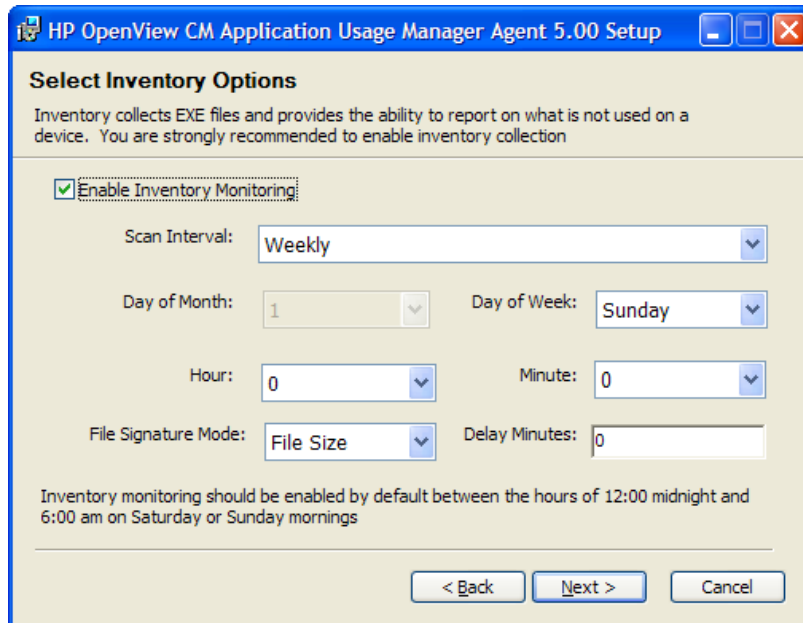 HP OpenView CM Application Usage Manager Agent 5.00 Setup
Select Inventory Options
Inventory collects EXE files and provides the ability to report on what is not used on a
device. You are strongly recommended to enable inventory collection
Enable Inventory Monitoring
Scan Interval: Weekly
Day of Month: 1 Day of Week: Sunday
Hour: 0 Minute: 0
File Signature Mode: File Size Delay Minutes: 0
Inventory monitoring should be enabled by default between the hours of 12:00 midnight and
6:00 am on Saturday or Sunday mornings
< Back Next > Cancel